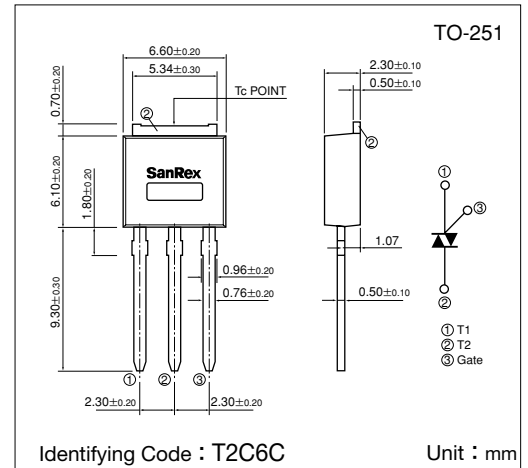 TO-251
6.60±0.20
5.34±0.30
2.30±0.10
0.50±0.10
0.70±0.20
Tc POINT
②
②
6.10±0.20
1.80±0.20
SanRex
①
③
②
1.07
9.30±0.30
0.96±0.20
0.76±0.20
0.50±0.10
① T1
② T2
③ Gate
① ② ③
2.30±0.20 2.30±0.20
Identifying Code : T2C6C Unit : mm